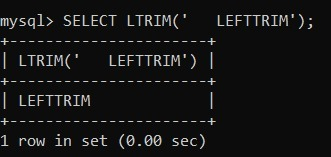 mysql> SELECT LTRIM('   LEFTTRIM');
+----------------------+
| LTRIM('   LEFTTRIM') |
+----------------------+
| LEFTTRIM             |
+----------------------+
1 row in set (0.00 sec)